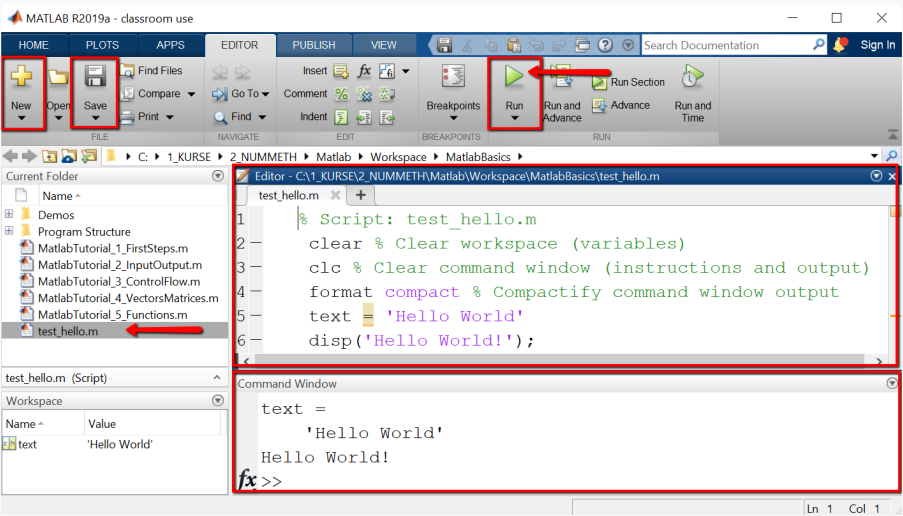 MATLAB R2019a - classroom use
HOME PLOTS APPS EDITOR PUBLISH VIEW Search Documentation Sign In
New Open Save Find Files Compare Print
Go To Find
Insert fx Comment Indent
Breakpoints
Run Run and Advance Run Section Advance Run and Time
FILE NAVIGATE EDIT BREAKPOINTS RUN
C: 1_KURSE 2_NUMMETH Matlab Workspace MatlabBasics
Current Folder
Name
Demos
Program Structure
MatlabTutorial_1_FirstSteps.m
MatlabTutorial_2_InputOutput.m
MatlabTutorial_3_ControlFlow.m
MatlabTutorial_4_VectorsMatrices.m
MatlabTutorial_5_Functions.m
test_hello.m
test_hello.m (Script)
Workspace
Name Value
text 'Hello World'
Editor - C:\1_KURSE\2_NUMMETH\Matlab\Workspace\MatlabBasics\test_hello.m
test_hello.m
1 % Script: test_hello.m
2 – clear % Clear workspace (variables)
3 – clc % Clear command window (instructions and output)
4 – format compact % Compactify command window output
5 – text = 'Hello World'
6 – disp('Hello World!');
Command Window
text =
'Hello World'
Hello World!
fx >>
Ln 1 Col 1